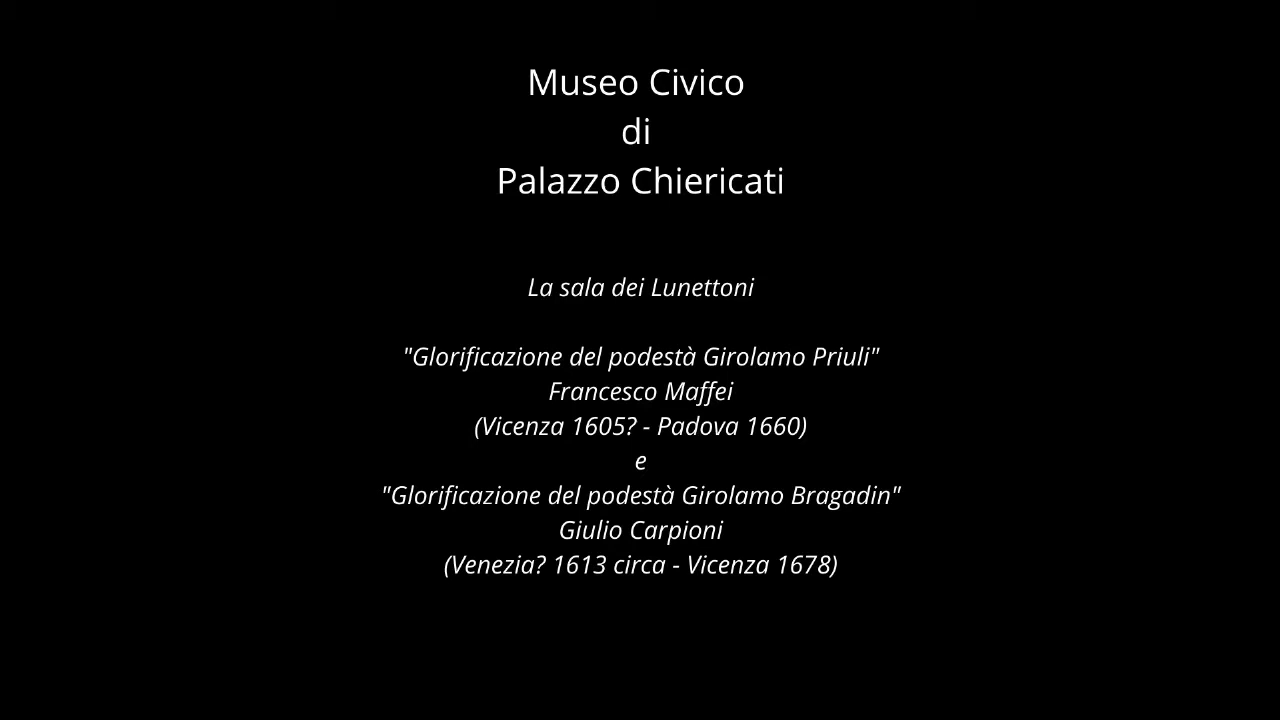 Museo Civico
di
Palazzo Chiericati
La sala dei Lunettoni
"Glorificazione del podestà Girolamo Priuli"
Francesco Maffei
(Vicenza 1605? - Padova 1660)
e
"Glorificazione del podestà Girolamo Bragadin"
Giulio Carpioni
(Venezia? 1613 circa - Vicenza 1678)